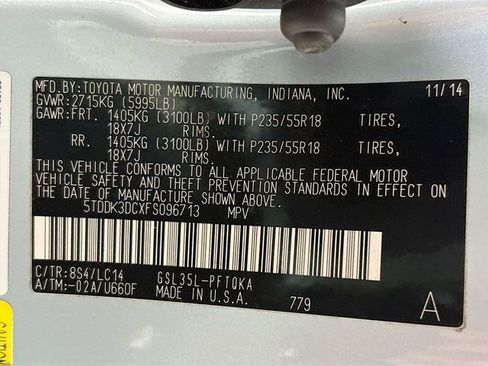 MFD.BY:TOYOTA MOTOR MANUFACTURING, INDIANA, INC. 11/14
GVWR:2715KG (5995LB)
GAWR:FRT. 1405KG (3100LB) WITH P235/55R18 TIRES,
18X7J RIMS.
RR. 1405KG (3100LB) WITH P235/55R18 TIRES,
18X7J RIMS.
THIS VEHICLE CONFORMS TO ALL APPLICABLE FEDERAL MOTOR
VEHICLE SAFETY AND THEFT PREVENTION STANDARDS IN EFFECT
ON THE DATE OF MANUFACTURE SHOWN ABOVE.
5TDDK3DCXFS096713 MPV
C/TR:8S4/LC14 GSL35L-PFTQKA
A/TM:-02A/U660F MADE IN U.S.A. 779 A